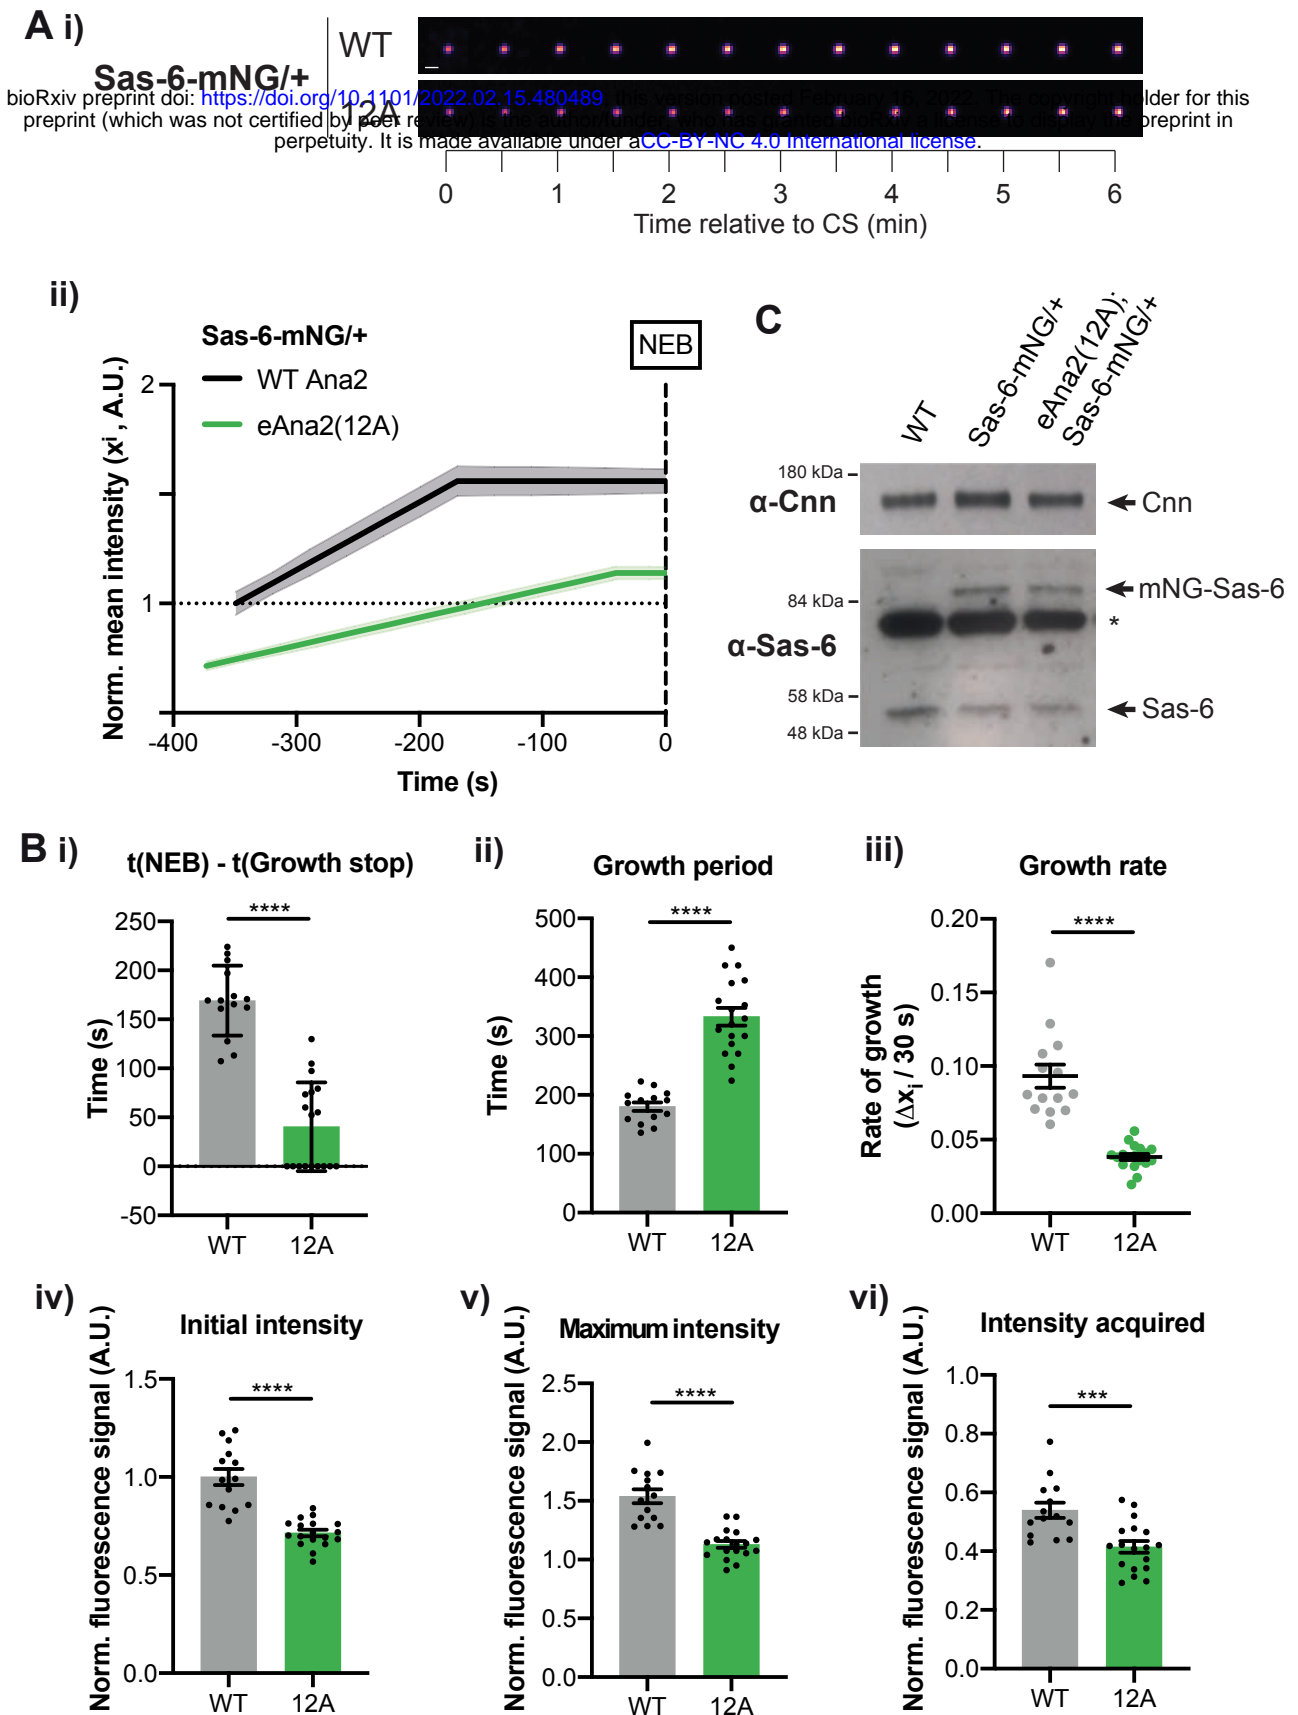 A i)
WT
Sas-6-mNG/+
12A
bioRxiv preprint doi: https://doi.org/10.1101/2022.02.15.480489; this version posted February 16, 2022. The copyright holder for this
preprint (which was not certified by peer review) is the author/funder, who has granted bioRxiv a license to display the preprint in
perpetuity. It is made available under aCC-BY-NC 4.0 International license.
0 1 2 3 4 5 6
Time relative to CS (min)
ii)
Sas-6-mNG/+
WT Ana2
eAna2(12A)
NEB
Norm. mean intensity (xⁱ, A.U.)
2
1
-400 -300 -200 -100 0
Time (s)
C
WT
Sas-6-mNG/+
eAna2(12A);
Sas-6-mNG/+
180 kDa
α-Cnn
Cnn
mNG-Sas-6
84 kDa
*
α-Sas-6
58 kDa
Sas-6
48 kDa
B i)
t(NEB) - t(Growth stop)
****
Time (s)
250
200
150
100
50
0
-50
WT 12A
ii)
Growth period
****
Time (s)
500
400
300
200
100
0
WT 12A
iii)
Growth rate
****
Rate of growth
(Δxᵢ / 30 s)
0.20
0.15
0.10
0.05
0.00
WT 12A
iv)
Initial intensity
****
Norm. fluorescence signal (A.U.)
1.5
1.0
0.5
0.0
WT 12A
v)
Maximum intensity
****
Norm. fluorescence signal (A.U.)
2.5
2.0
1.5
1.0
0.5
0.0
WT 12A
vi)
Intensity acquired
***
Norm. fluorescence signal (A.U.)
1.0
0.8
0.6
0.4
0.2
0.0
WT 12A